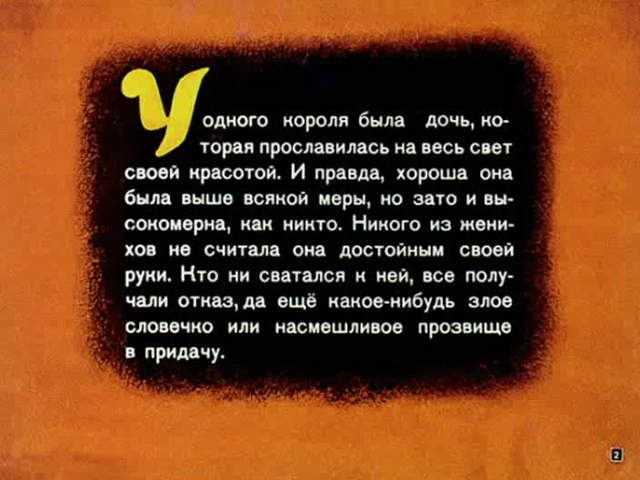 У одного короля была дочь, ко-
торая прославилась на весь свет
своей красотой. И правда, хороша она
была выше всякой меры, но зато и вы-
сокомерна, как никто. Никого из жени-
хов не считала она достойным своей
руки. Кто ни сватался к ней, все полу-
чали отказ, да ещё какое-нибудь злое
словечко или насмешливое прозвище
в придачу.
2